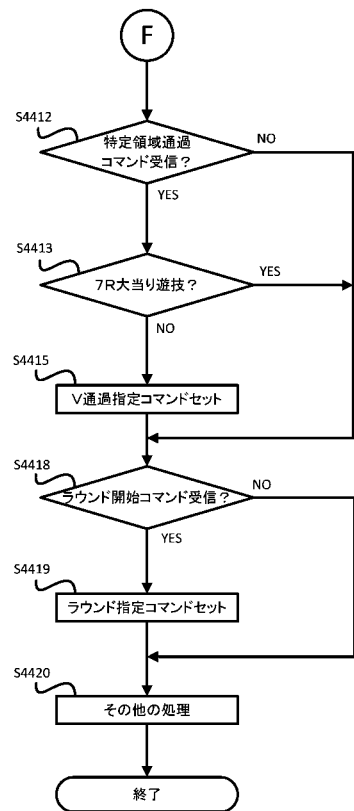 F
S4412
特定領域通過
コマンド受信？
NO
YES
S4413
7R大当り遊技？
YES
NO
S4415
V通過指定コマンドセット
S4418
ラウンド開始コマンド受信？
NO
YES
S4419
ラウンド指定コマンドセット
S4420
その他の処理
終了